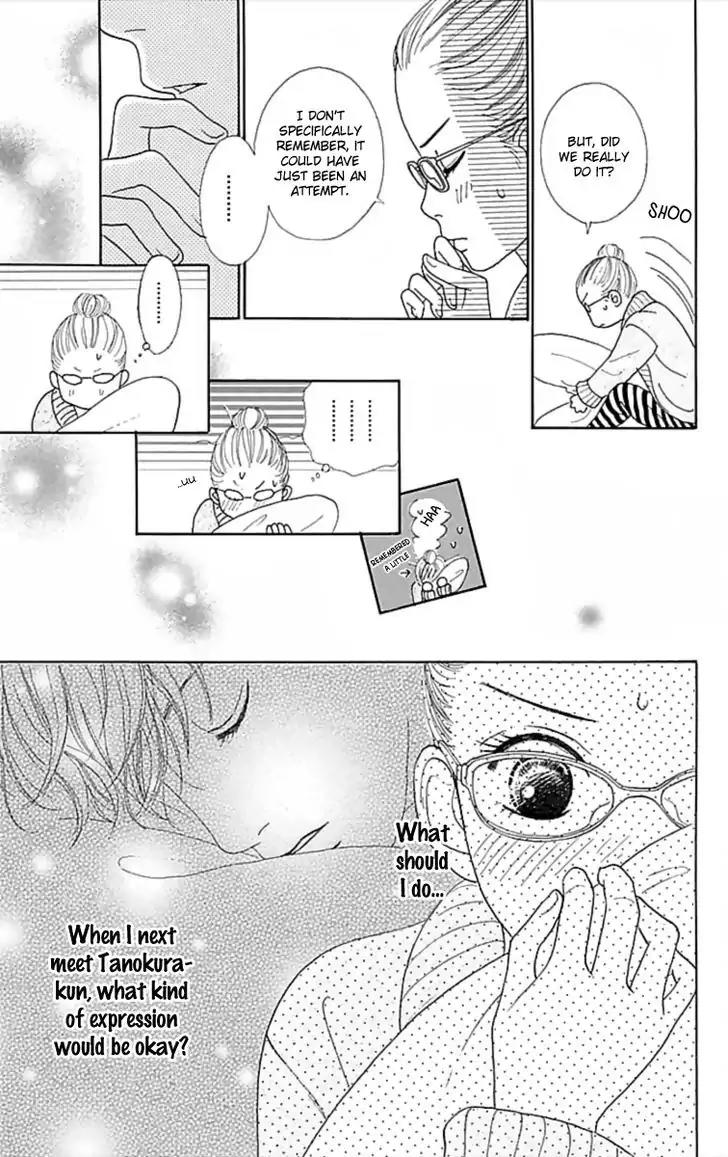 BUT, DID
WE REALLY
DO IT?
SHOO
I DON'T
SPECIFICALLY
REMEMBER, IT
COULD HAVE
JUST BEEN AN
ATTEMPT.
........
........
........
...UU
HAA
REMEMBERED
A LITTLE
What
should
I do...
When I next
meet Tanokura-
kun, what kind
of expression
would be okay?